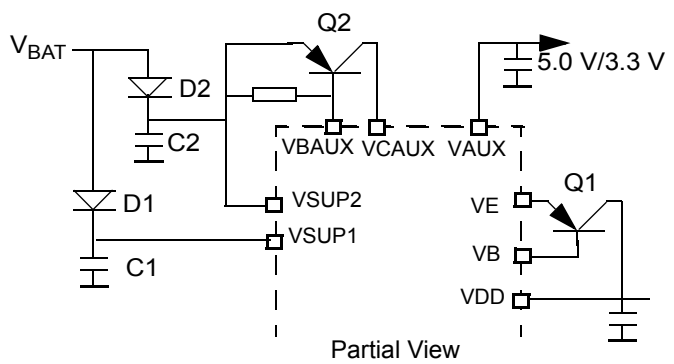 Q2
VBAT
D2
5.0 V/3.3 V
C2
VBAUX VCAUX VAUX
Q1
D1
VSUP2
VE
VSUP1
VB
C1
VDD
Partial View